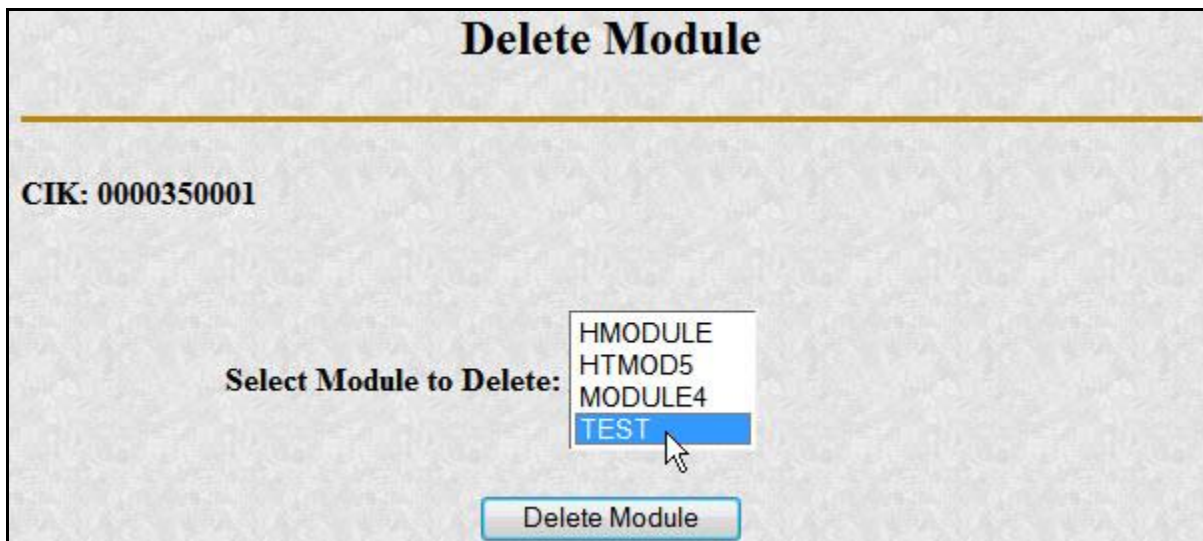 Delete Module
CIK: 0000350001
Select Module to Delete:
HMODULE
HTMOD5
MODULE4
TEST
Delete Module